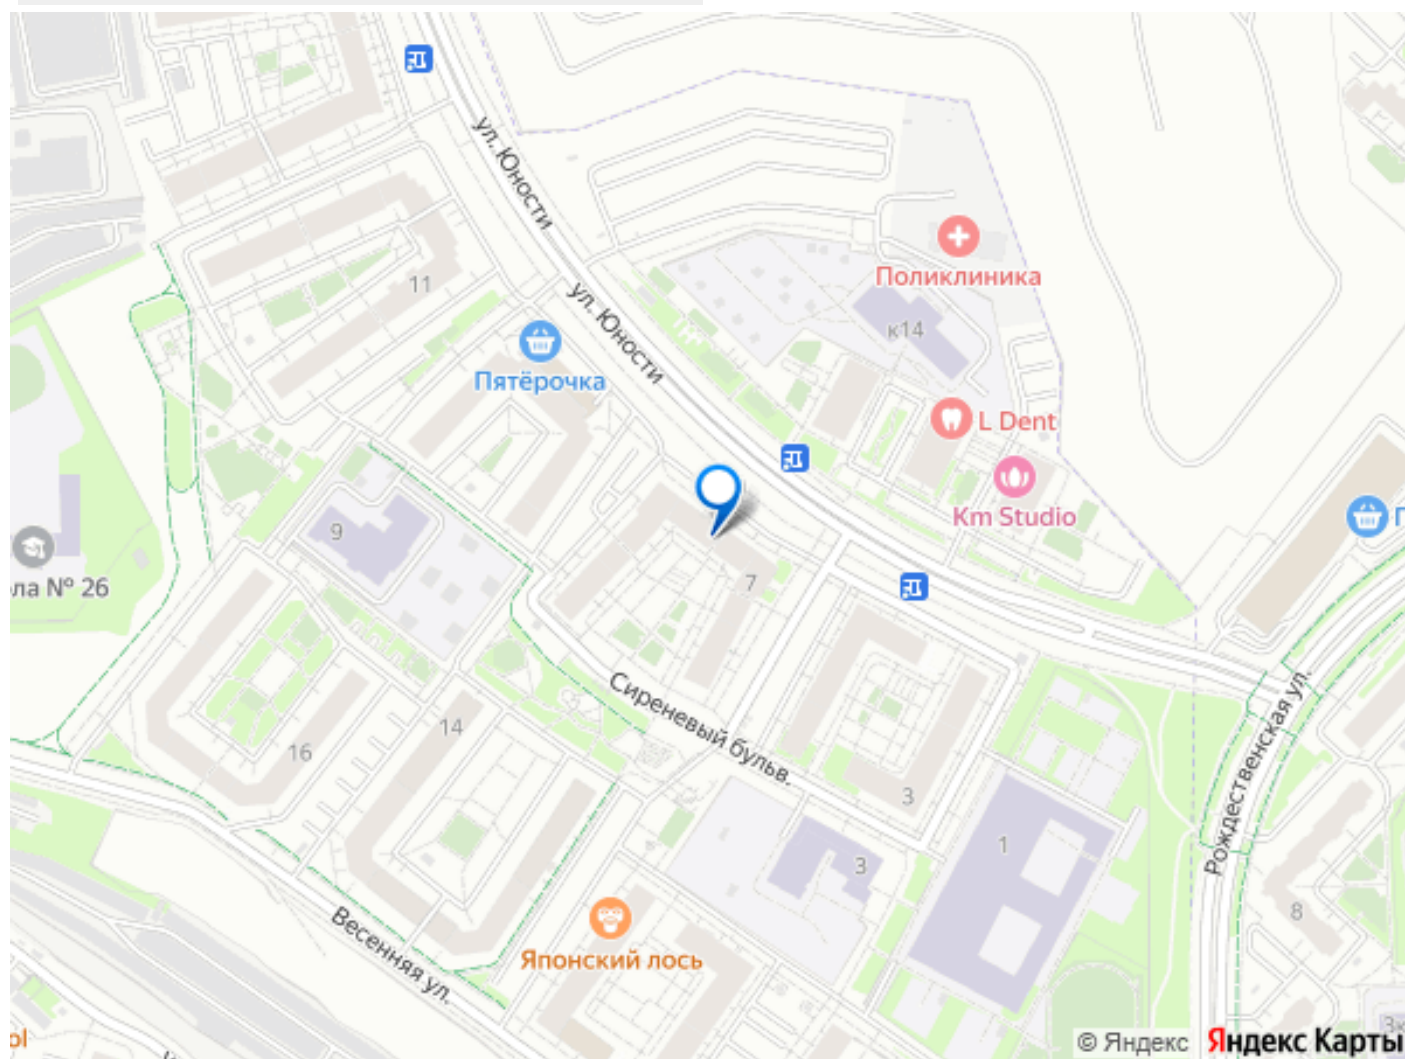 ул. Юности
Поликлиника
11
ул. Юности
к14
Пятёрочка
L Dent
Km Studio
9
7
ла № 26
Сиреневый бульв.
14
16
3
Рождественская ул.
1
3
8
Весенняя ул.
Японский лось
© Яндекс Яндекс Карты